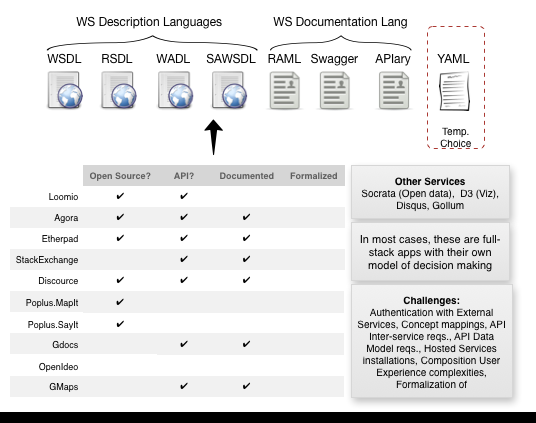 WS Description Languages
WS Documentation Lang
WSDL RSDL WADL SAWSDL RAML Swagger APIary YAML
Temp.
Choice
Open Source? API? Documented Formalized
Loomio ✔ ✔
Agora ✔ ✔ ✔
Etherpad ✔ ✔ ✔
StackExchange ✔ ✔
Discource ✔ ✔ ✔
Poplus.MapIt ✔
Poplus.SayIt ✔
Gdocs ✔ ✔
OpenIdeo
GMaps ✔ ✔
Other Services
Socrata (Open data), D3 (Viz),
Disqus, Gollum
In most cases, these are full-
stack apps with their own
model of decision making
Challenges:
Authentication with External
Services, Concept mappings, API
Inter-service reqs., API Data
Model reqs., Hosted Services
installations, Composition User
Experience complexities,
Formalization of